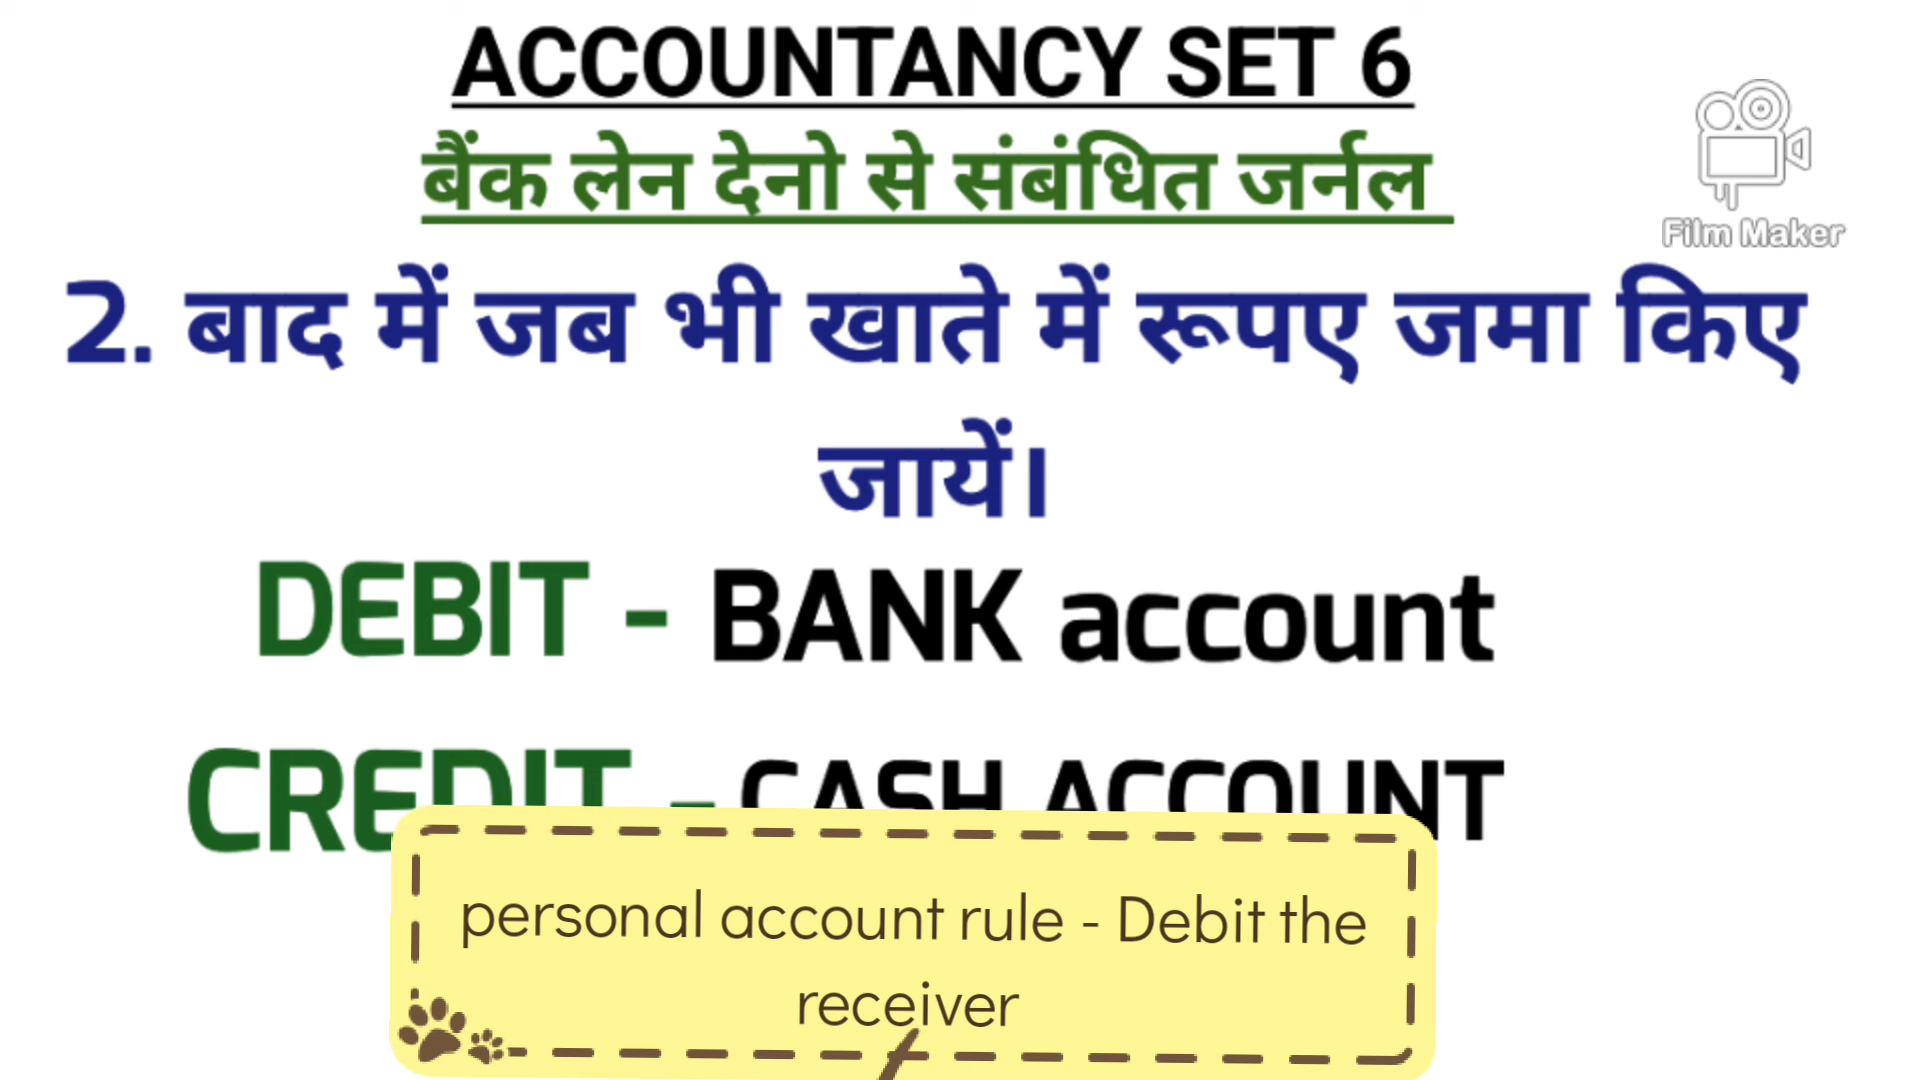 ACCOUNTANCY SET 6
बैंक लेन देनो से संबंधित जर्नल
Film Maker
2. बाद में जब भी खाते में रूपए जमा किए
जायें।
DEBIT - BANK account
CREDIT - CASH ACCOUNT
personal account rule - Debit the
receiver